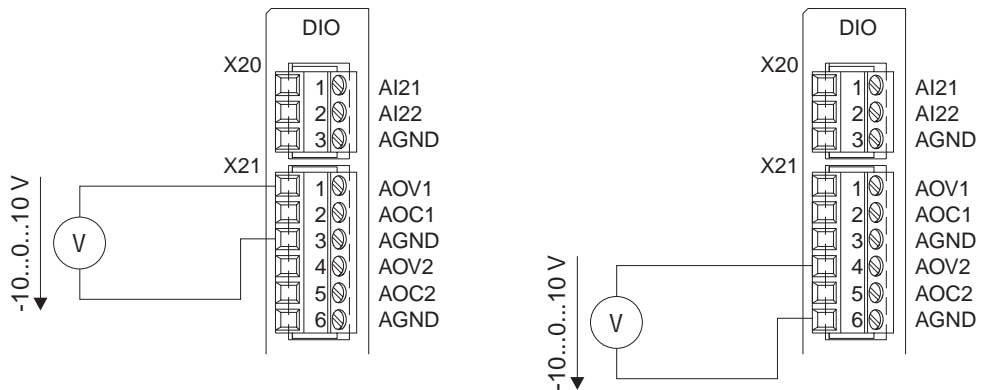 DIO
X20
1 AI21
2 AI22
3 AGND
X21
1 AOV1
2 AOC1
3 AGND
4 AOV2
5 AOC2
6 AGND
V
-10...0...10 V
DIO
X20
1 AI21
2 AI22
3 AGND
X21
1 AOV1
2 AOC1
3 AGND
4 AOV2
5 AOC2
6 AGND
V
-10...0...10 V